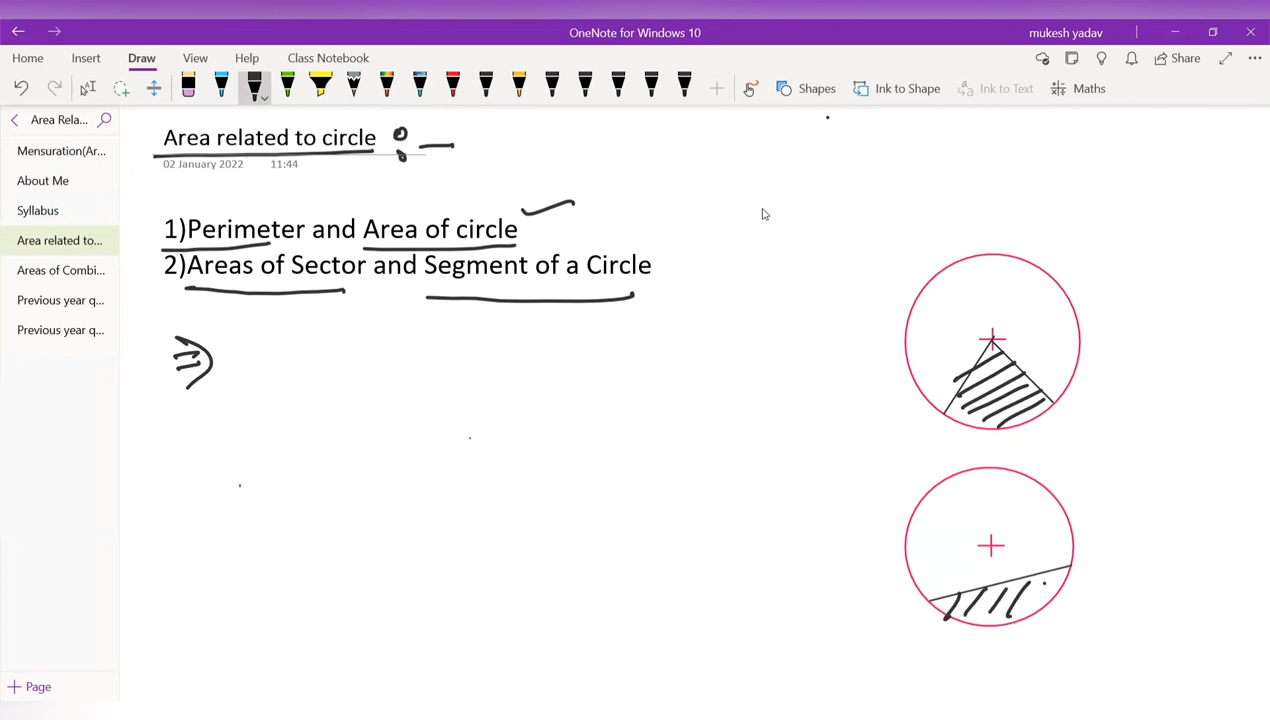 OneNote for Windows 10
mukesh yadav
Home Insert Draw View Help Class Notebook
Share
Shapes Ink to Shape Ink to Text Maths
Area Rela...
Mensuration(Ar...
About Me
Syllabus
Area related to...
Areas of Combi...
Previous year q...
Previous year q...
Page
Area related to circle :-
02 January 2022 11:44
1)Perimeter and Area of circle
2)Areas of Sector and Segment of a Circle